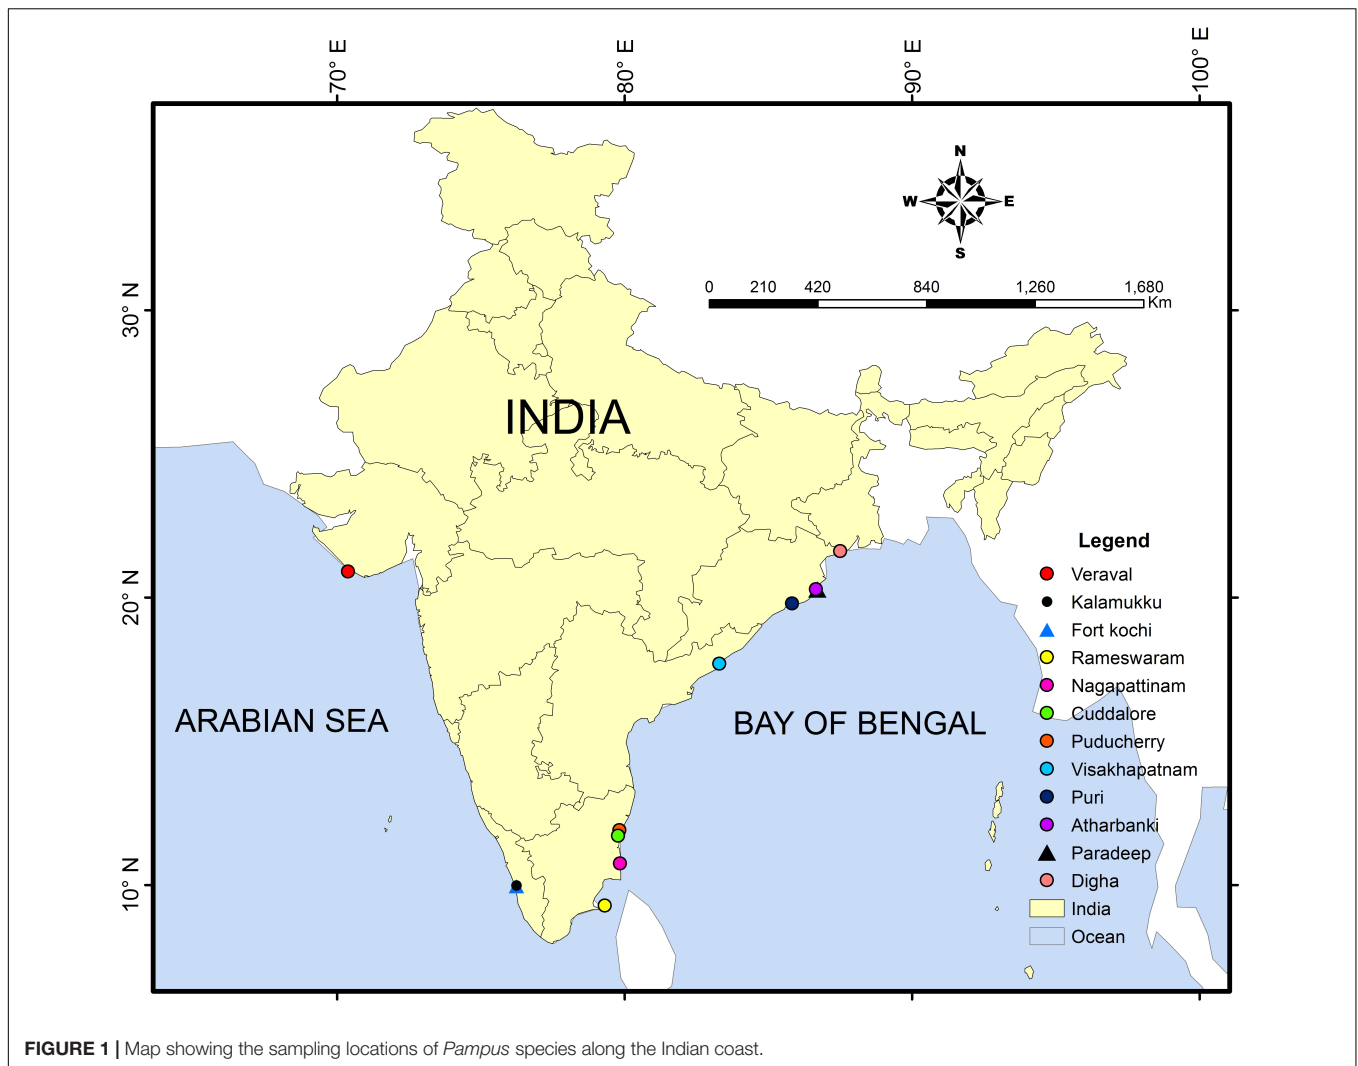 70° E
80° E
90° E
100° E
N
W E
S
0 210 420 840 1,260 1,680
Km
30° N
20° N
10° N
INDIA
ARABIAN SEA
BAY OF BENGAL
Legend
Veraval
Kalamukku
Fort kochi
Rameswaram
Nagapattinam
Cuddalore
Puducherry
Visakhapatnam
Puri
Atharbanki
Paradeep
Digha
India
Ocean
FIGURE 1 | Map showing the sampling locations of Pampus species along the Indian coast.